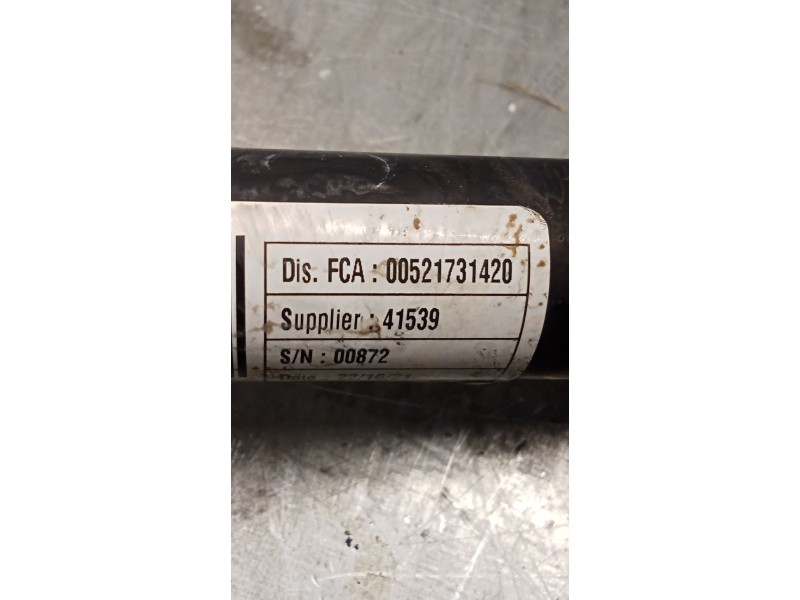 Dis. FCA : 00521731420
Supplier : 41539
S/N : 00872